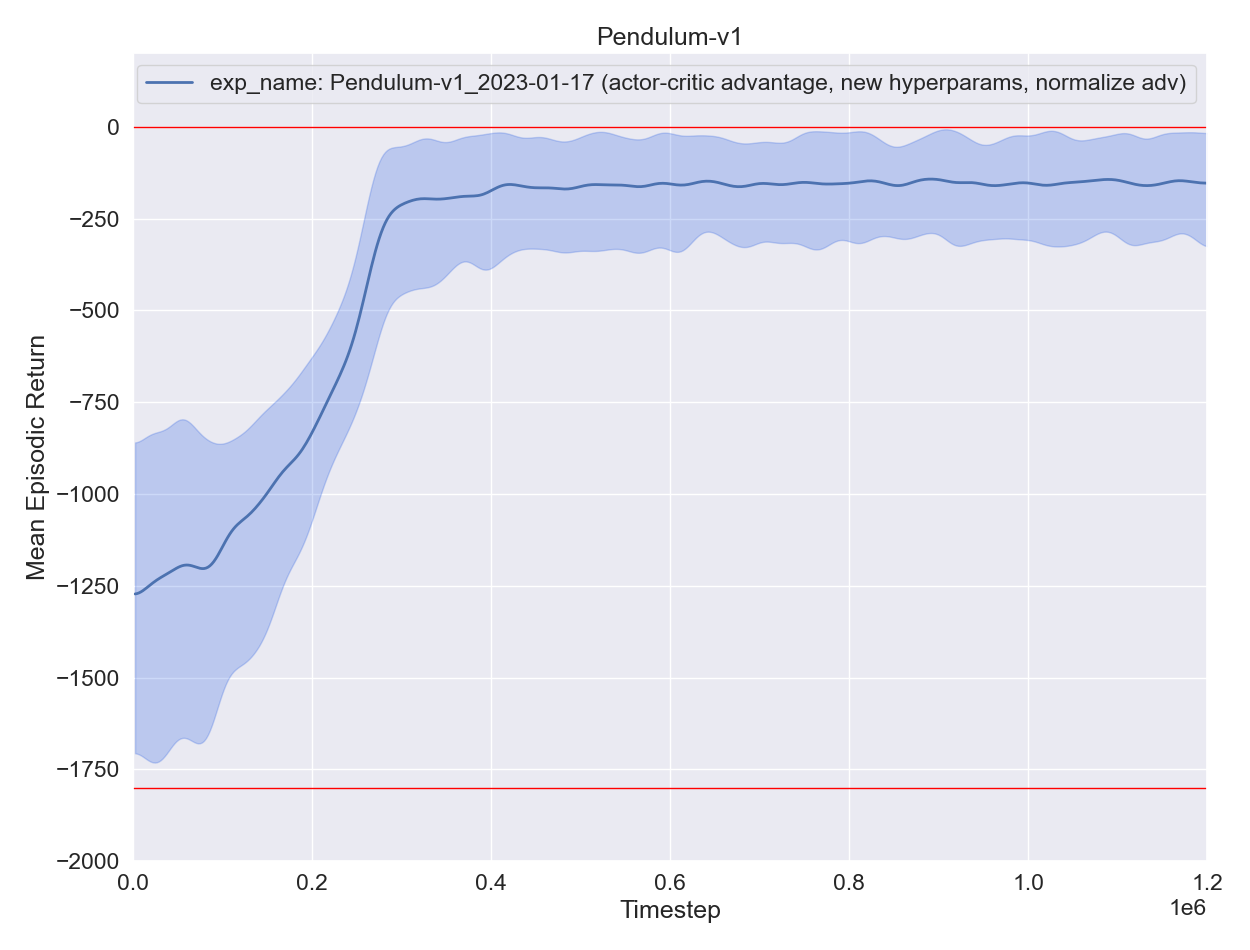 Pendulum-v1
exp_name: Pendulum-v1_2023-01-17 (actor-critic advantage, new hyperparams, normalize adv)
0
−250
−500
−750
−1000
−1250
−1500
−1750
−2000
Mean Episodic Return
0.0 0.2 0.4 0.6 0.8 1.0 1.2
Timestep
1e6